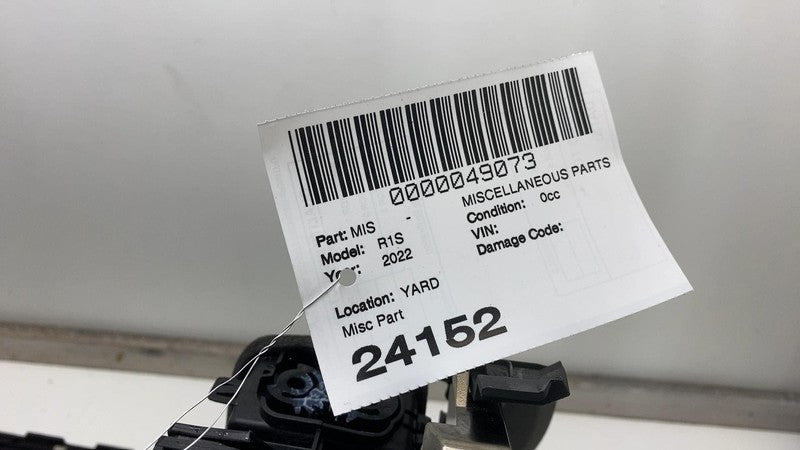 0000049073
Part: MIS - MISCELLANEOUS PARTS
Model: R1S Condition: 0cc
Year: 2022 VIN:
Damage Code:
Location: YARD
Misc Part
24152